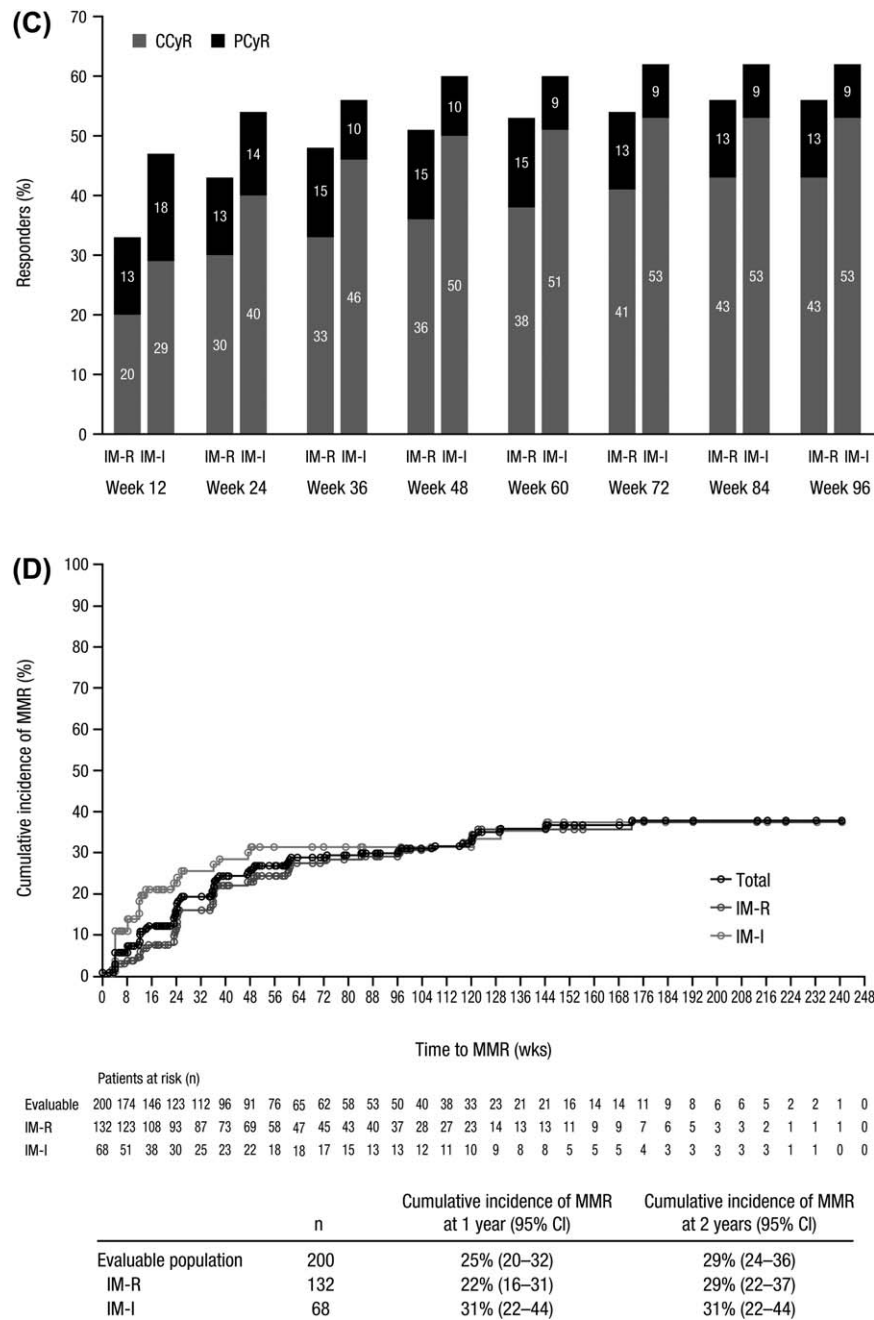 (C)
CCyR PCyR
70
60
50
40
30
20
10
0
Responders (%)
13 18 13 14 15 10 15 10 15 9 13 9 13 9 13 9
20 29 30 40 33 46 36 50 38 51 41 53 43 53 43 53
IM-R IM-I IM-R IM-I IM-R IM-I IM-R IM-I IM-R IM-I IM-R IM-I IM-R IM-I IM-R IM-I
Week 12 Week 24 Week 36 Week 48 Week 60 Week 72 Week 84 Week 96
(D)
100
90
80
70
60
50
40
30
20
10
0
Cumulative incidence of MMR (%)
Total
IM-R
IM-I
0 8 16 24 32 40 48 56 64 72 80 88 96 104 112 120 128 136 144 152 160 168 176 184 192 200 208 216 224 232 240 248
Time to MMR (wks)
Patients at risk (n)
Evaluable 200 174 146 123 112 96 91 76 65 62 58 53 50 40 38 33 23 21 21 16 14 14 11 9 8 6 6 5 2 2 1 0
IM-R 132 123 108 93 87 73 69 58 47 45 43 40 37 28 27 23 14 13 13 11 9 9 7 6 5 3 3 2 1 1 1 0
IM-I 68 51 38 30 25 23 22 18 18 17 15 13 13 12 11 10 9 8 8 5 5 5 4 3 3 3 3 3 1 1 0 0
Cumulative incidence of MMR Cumulative incidence of MMR
n at 1 year (95% CI) at 2 years (95% CI)
Evaluable population 200 25% (20–32) 29% (24–36)
IM-R 132 22% (16–31) 29% (22–37)
IM-I 68 31% (22–44) 31% (22–44)